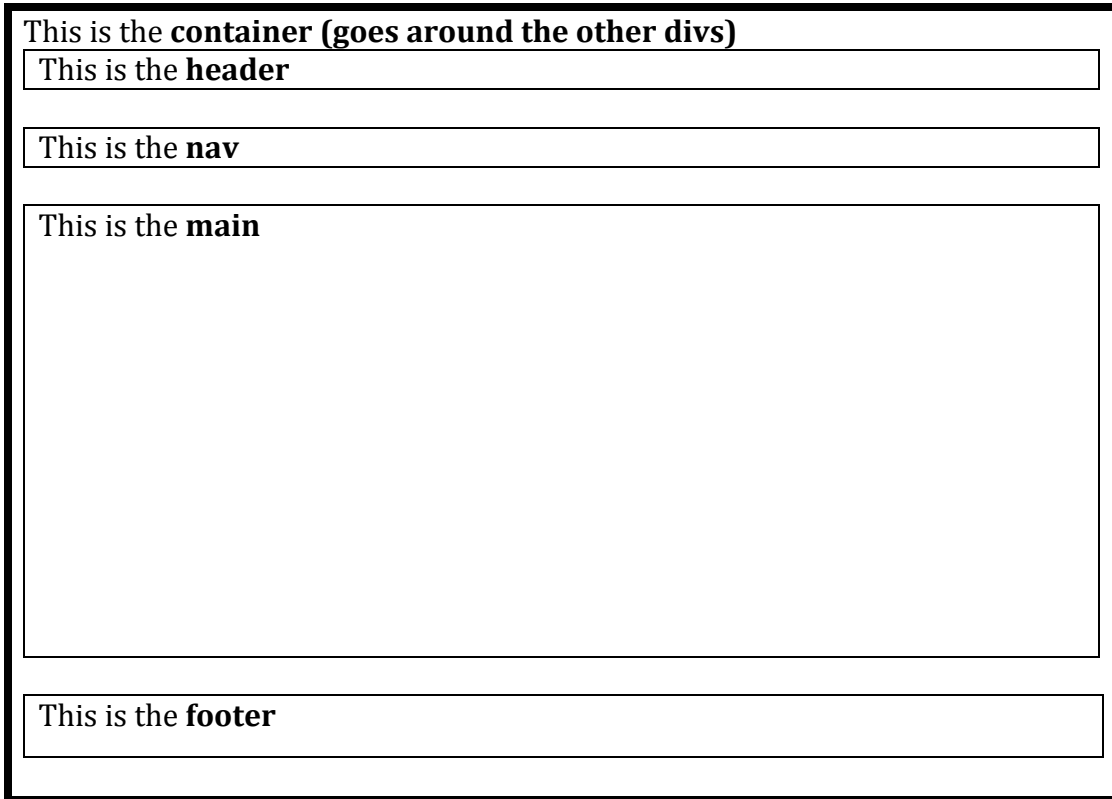 This is the container (goes around the other divs)
This is the header
This is the nav
This is the main
This is the footer